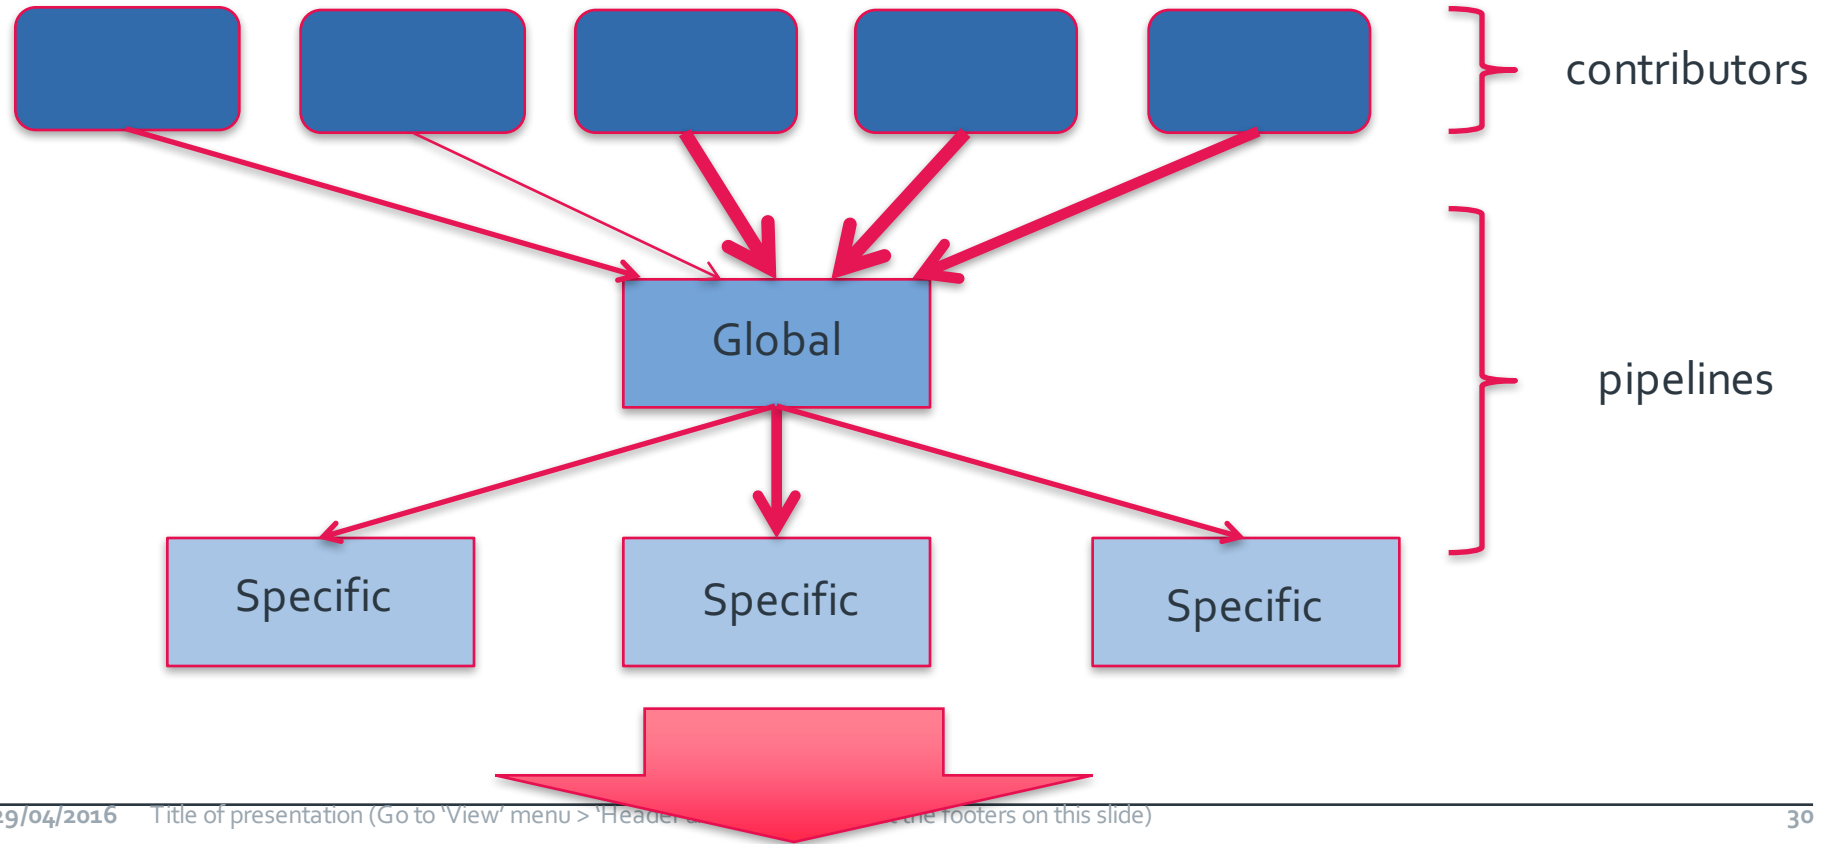 contributors
Global
pipelines
Specific
Specific
Specific
29/04/2016 Title of presentation (Go to 'View' menu > 'Header the footers on this slide) 30